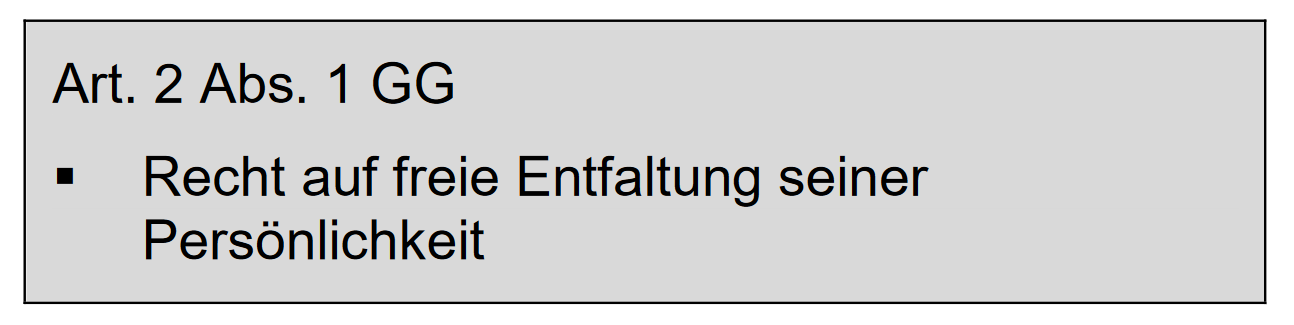 Art. 2 Abs. 1 GG
▪ Recht auf freie Entfaltung seiner
Persönlichkeit